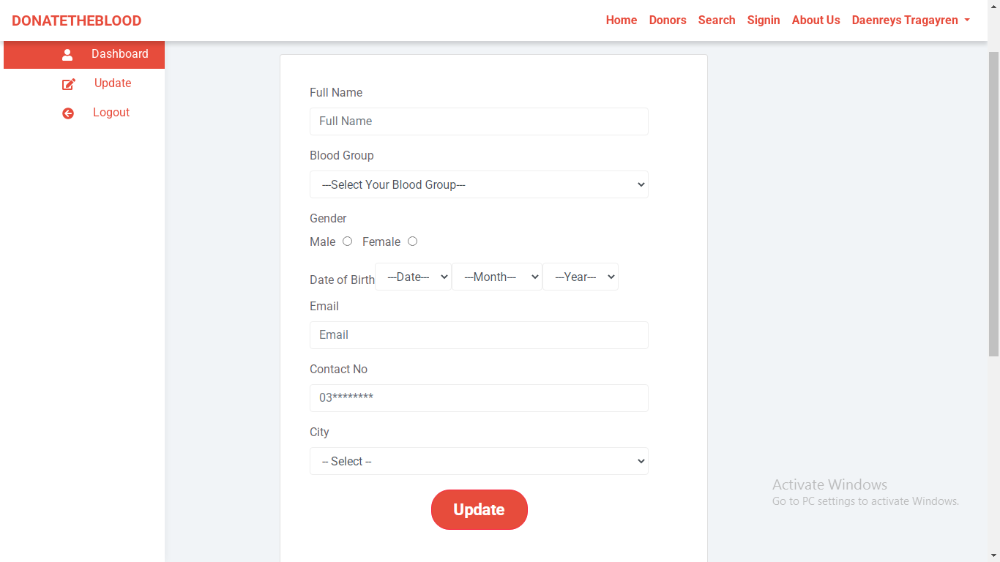 DONATETHEBLOOD
Home Donors Search Signin About Us Daenreys Tragayren
Dashboard
Update
Logout
Full Name
Full Name
Blood Group
---Select Your Blood Group---
Gender
Male Female
Date of Birth ---Date--- ---Month--- ---Year---
Email
Email
Contact No
03********
City
-- Select --
Update
Activate Windows
Go to PC settings to activate Windows.